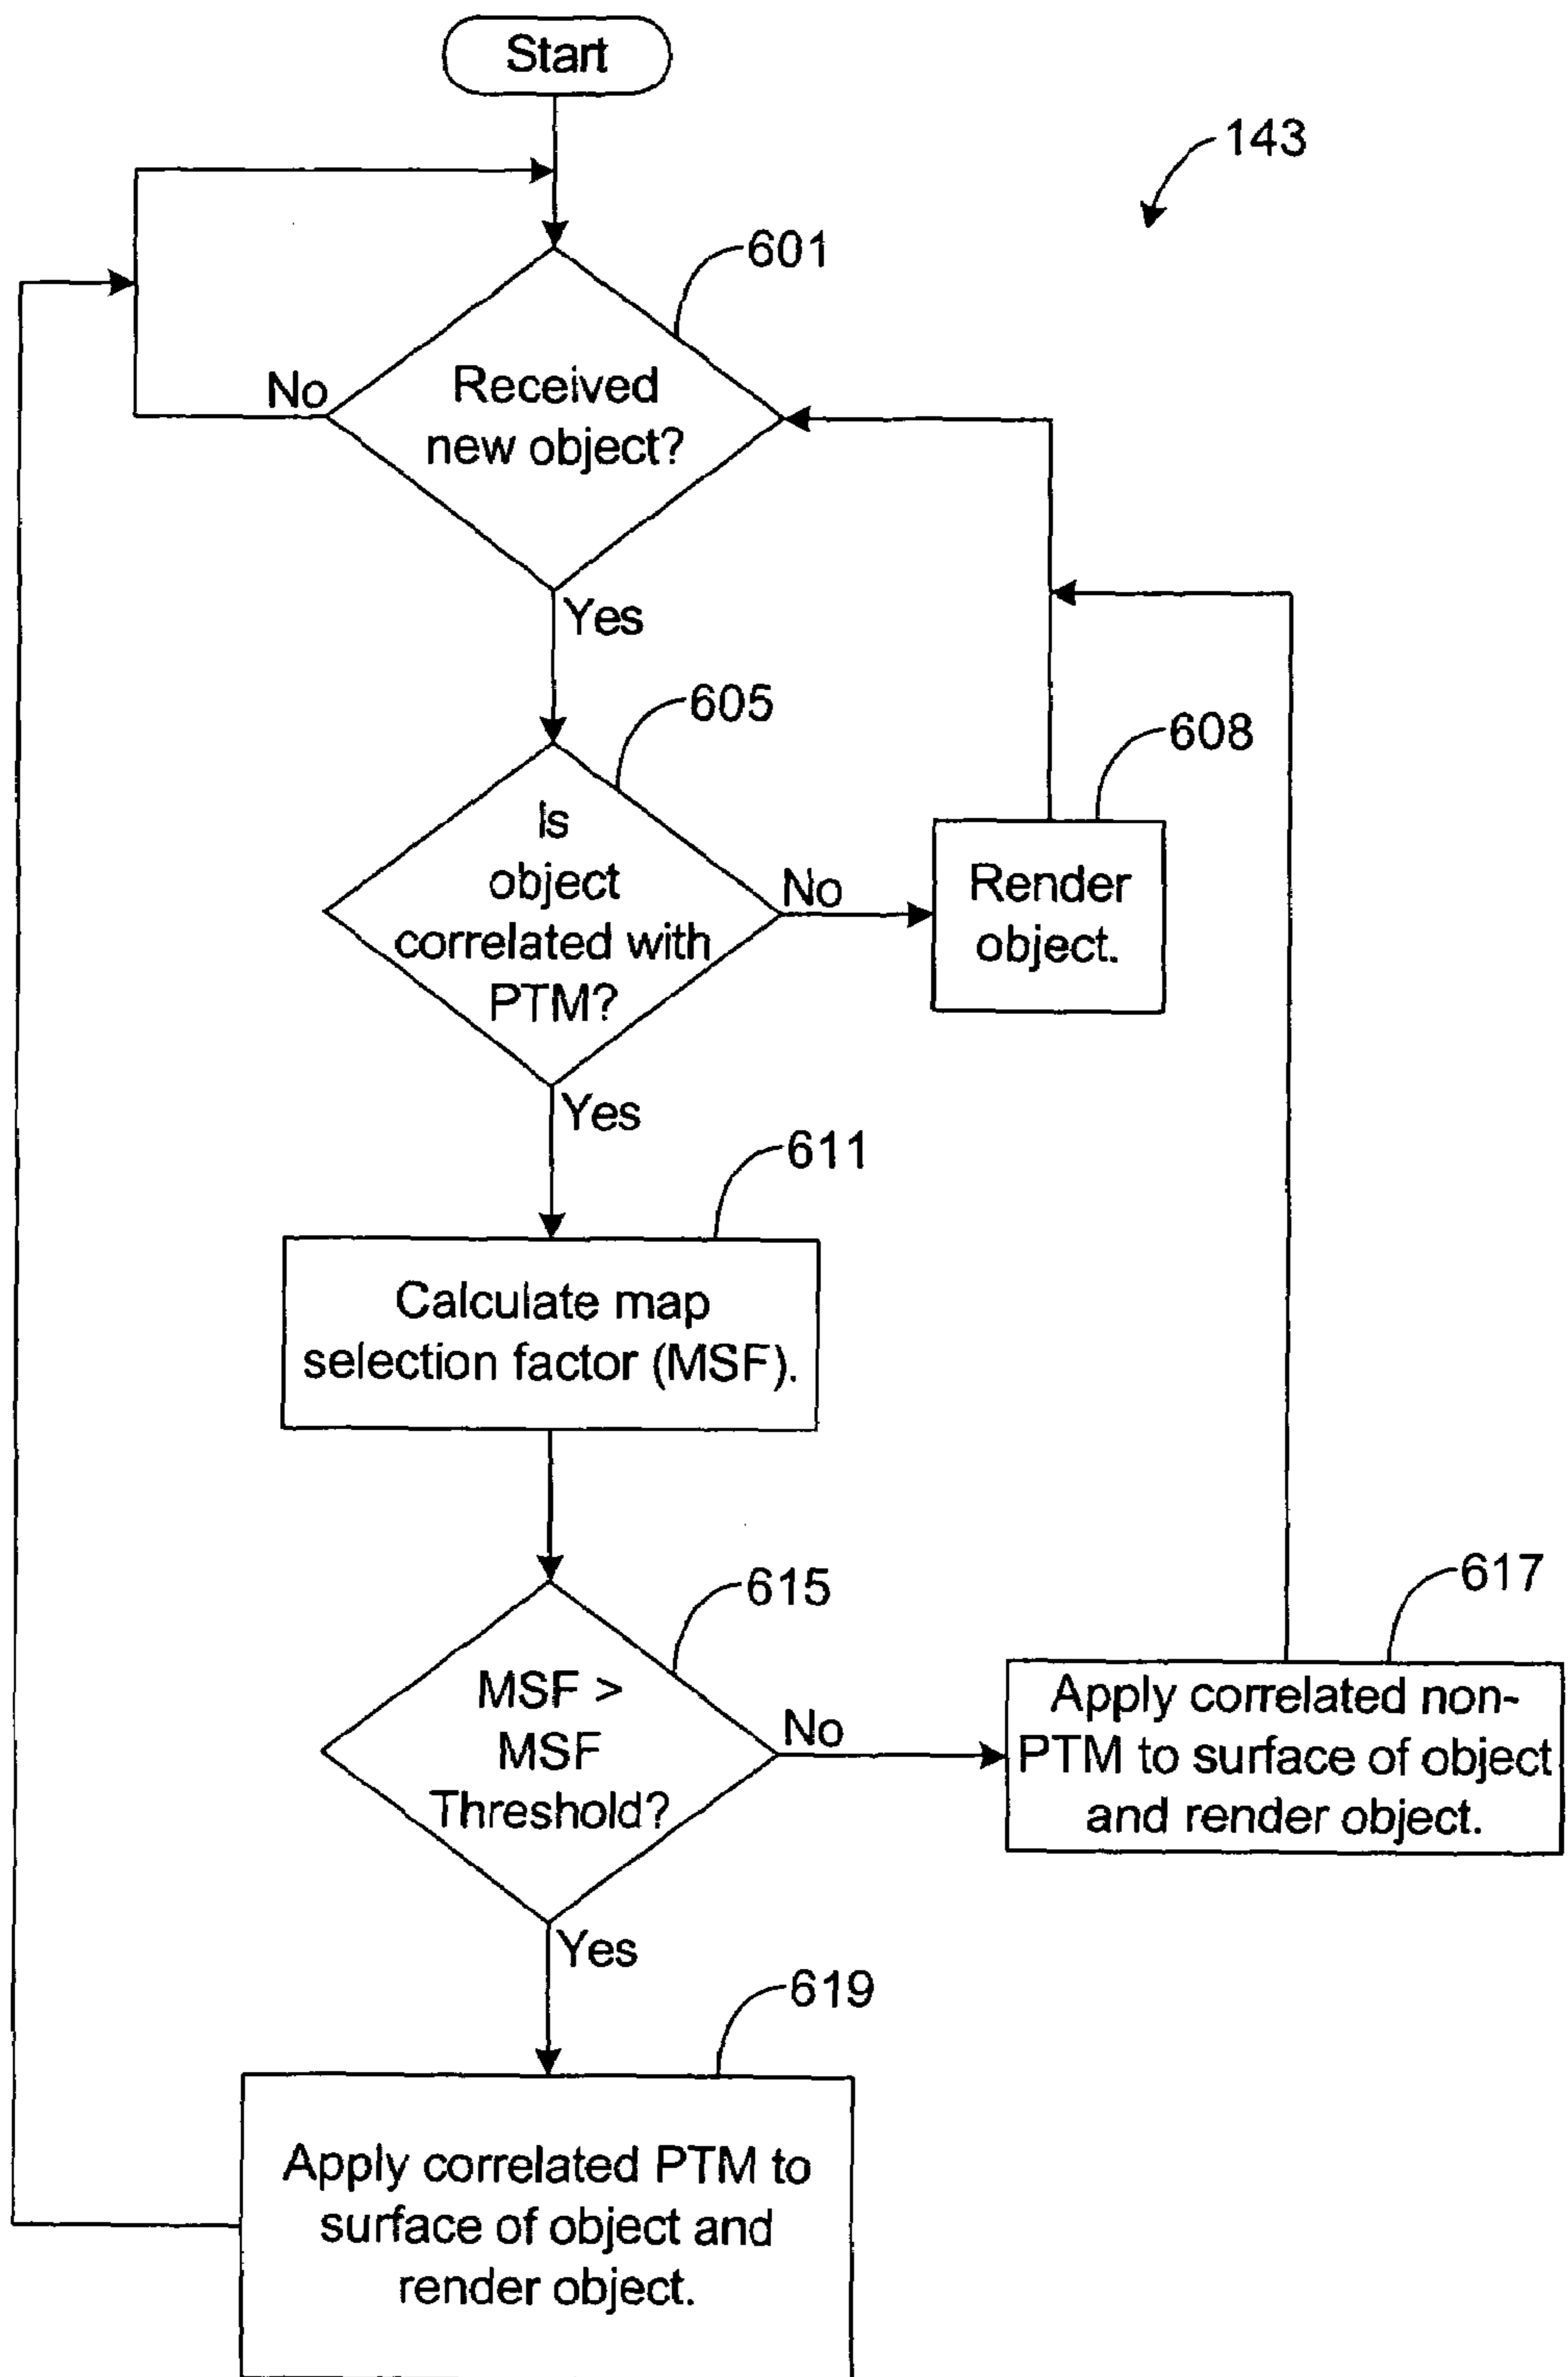 Start
143
601
No
Received
new object?
Yes
605
608
Is
object
correlated with
PTM?
No
Render
object.
Yes
611
Calculate map
selection factor (MSF).
615
617
MSF >
MSF
Threshold?
No
Apply correlated non-
PTM to surface of object
and render object.
Yes
619
Apply correlated PTM to
surface of object and
render object.